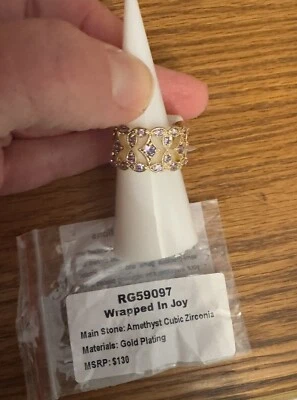 RG59097
Wrapped In Joy
Main Stone: Amethyst Cubic Zirconia
Materials: Gold Plating
MSRP: $130